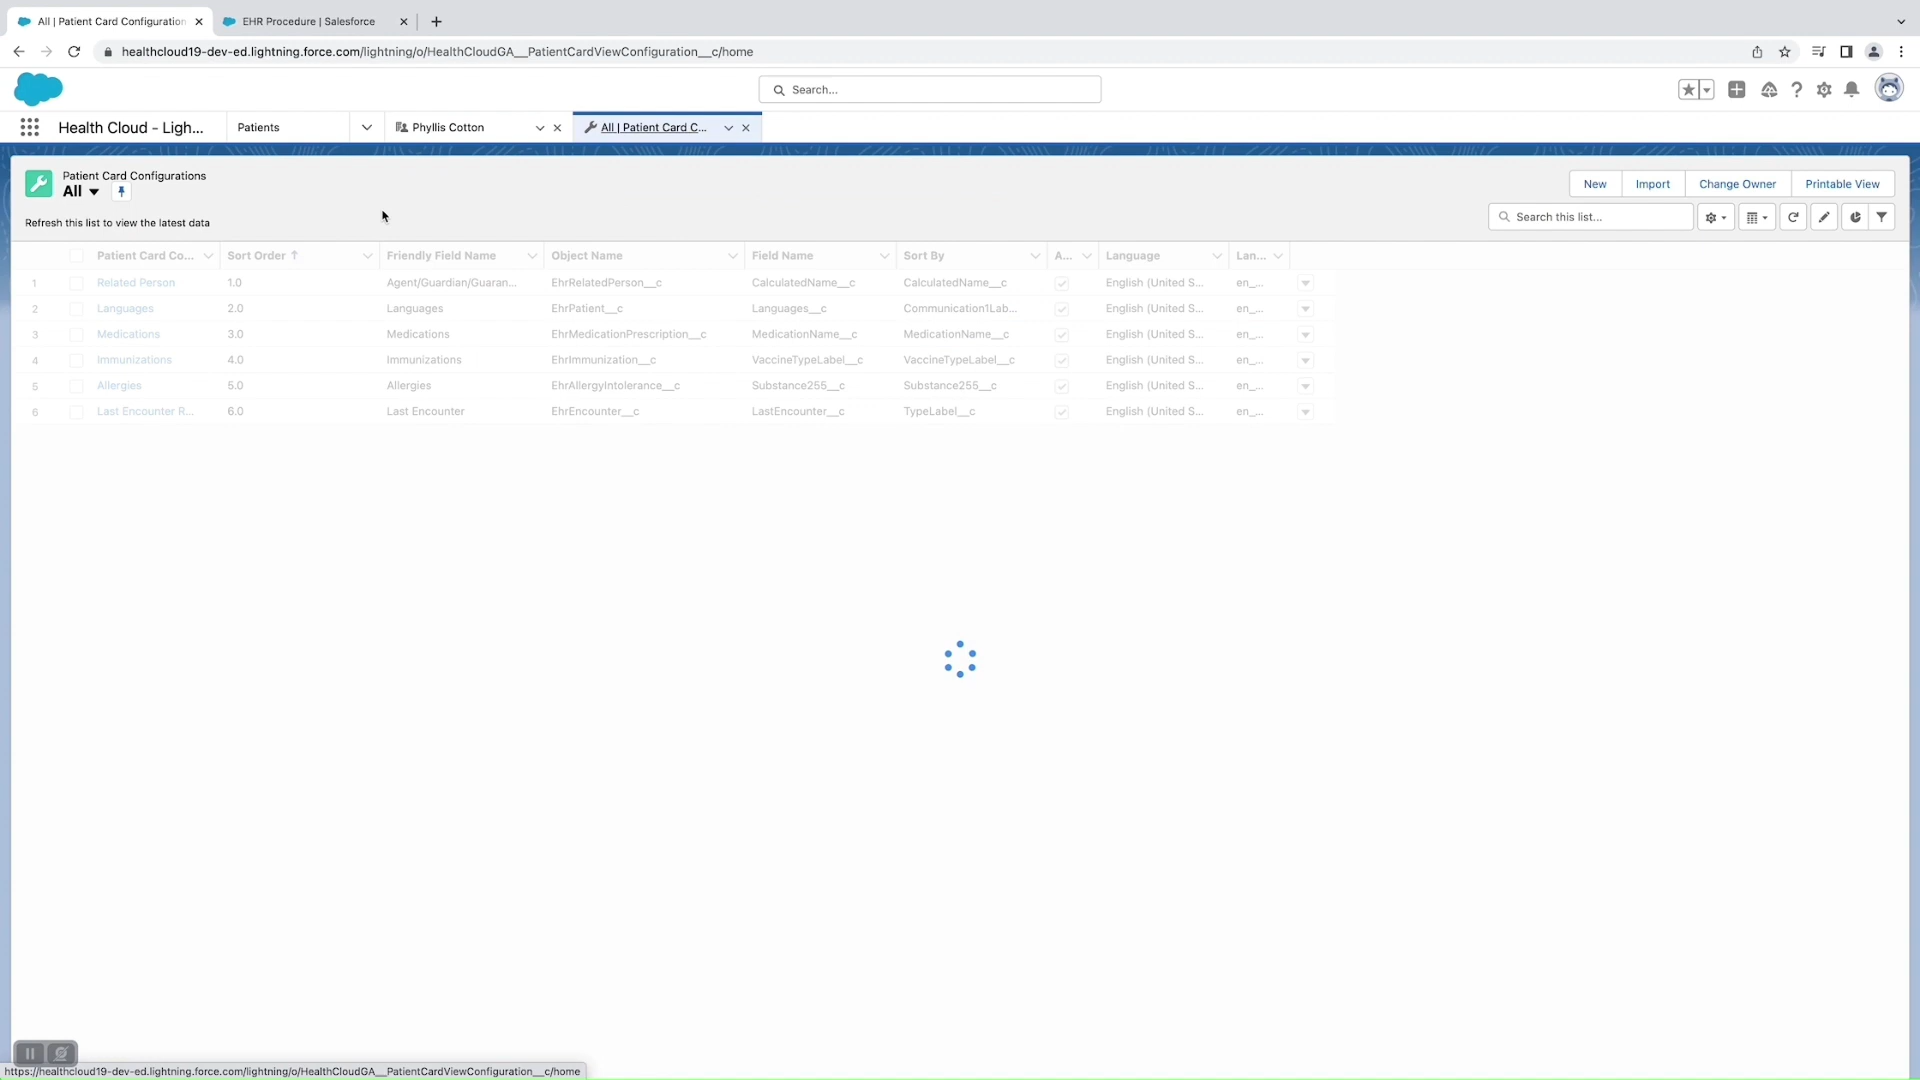 All | Patient Card Configuration
EHR Procedure | Salesforce
healthcloud19-dev-ed.lightning.force.com/lightning/o/HealthCloudGA__PatientCardViewConfiguration__c/home
Search...
Health Cloud - Ligh...
Patients
Phyllis Cotton
All | Patient Card C...
Patient Card Configurations
All
New Import Change Owner Printable View
Refresh this list to view the latest data
Search this list...
Patient Card Co... Sort Order ↑ Friendly Field Name Object Name Field Name Sort By A... Language Lan...
1 Related Person 1.0 Agent/Guardian/Guaran... EhrRelatedPerson__c CalculatedName__c CalculatedName__c English (United S... en_...
2 Languages 2.0 Languages EhrPatient__c Languages__c Communication1Lab... English (United S... en_...
3 Medications 3.0 Medications EhrMedicationPrescription__c MedicationName__c MedicationName__c English (United S... en_...
4 Immunizations 4.0 Immunizations EhrImmunization__c VaccineTypeLabel__c VaccineTypeLabel__c English (United S... en_...
5 Allergies 5.0 Allergies EhrAllergyIntolerance__c Substance255__c Substance255__c English (United S... en_...
6 Last Encounter R... 6.0 Last Encounter EhrEncounter__c LastEncounter__c TypeLabel__c English (United S... en_...
https://healthcloud19-dev-ed.lightning.force.com/lightning/o/HealthCloudGA__PatientCardViewConfiguration__c/home